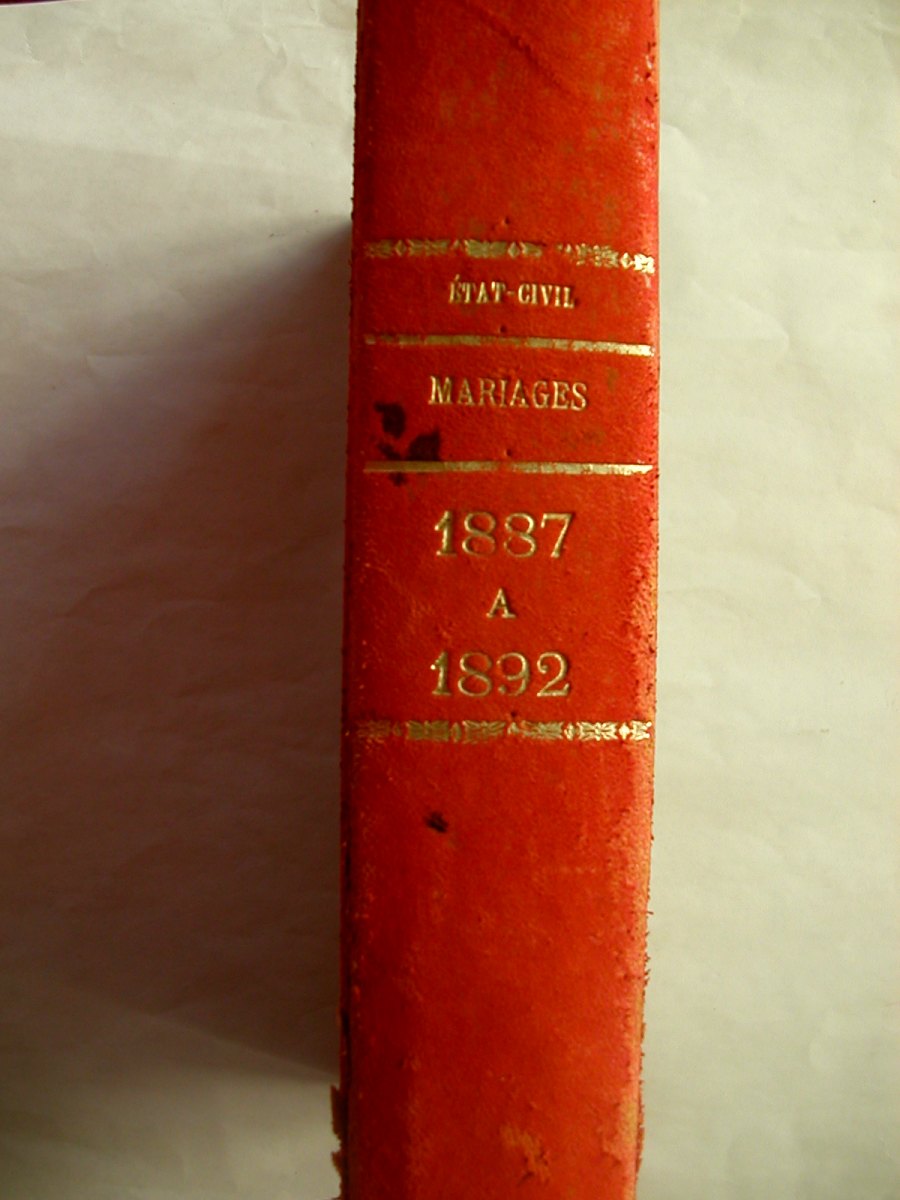 ÉTAT-CIVIL
MARIAGES
1887
A
1892